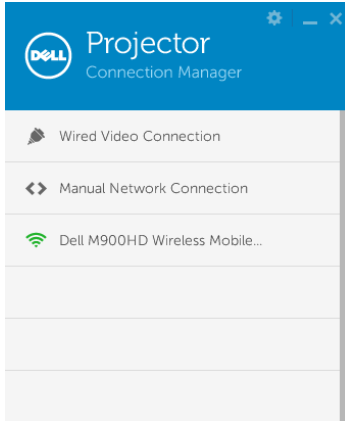 DELL
Projector
Connection Manager
Wired Video Connection
Manual Network Connection
Dell M900HD Wireless Mobile...